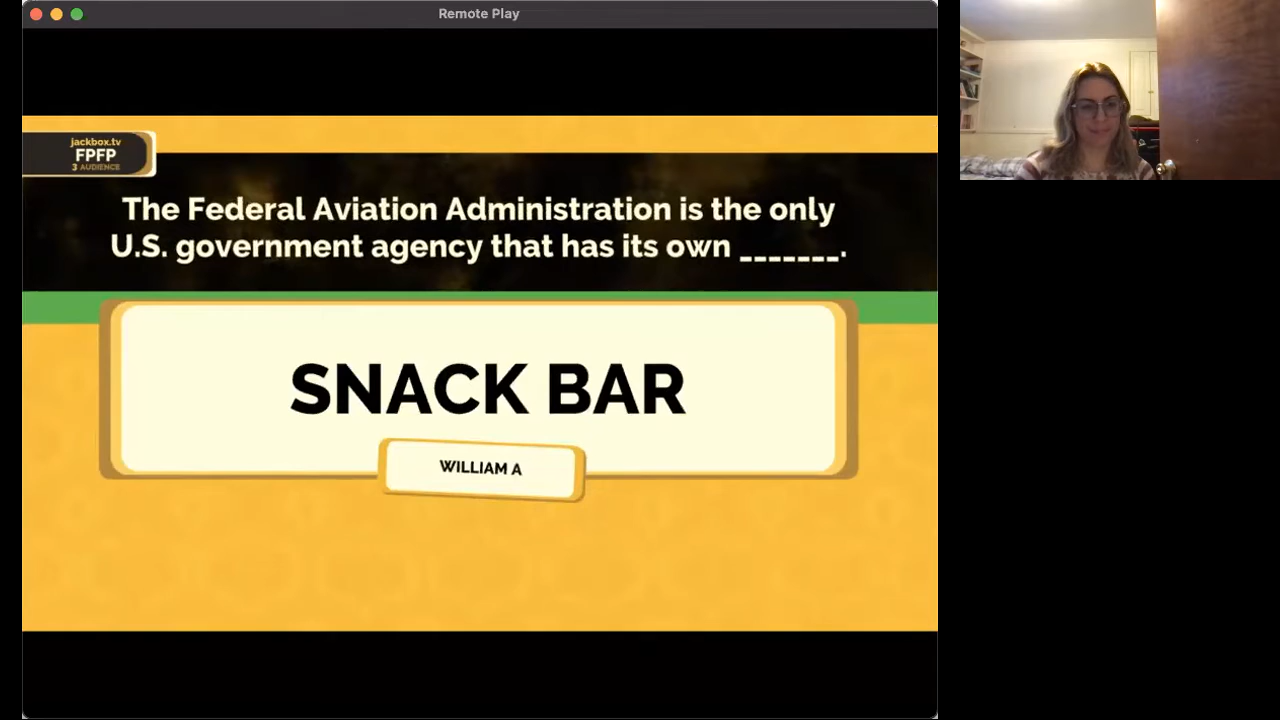 Remote Play
jackbox.tv
FPFP
3 AUDIENCE
The Federal Aviation Administration is the only
U.S. government agency that has its own _______.
SNACK BAR
WILLIAM A